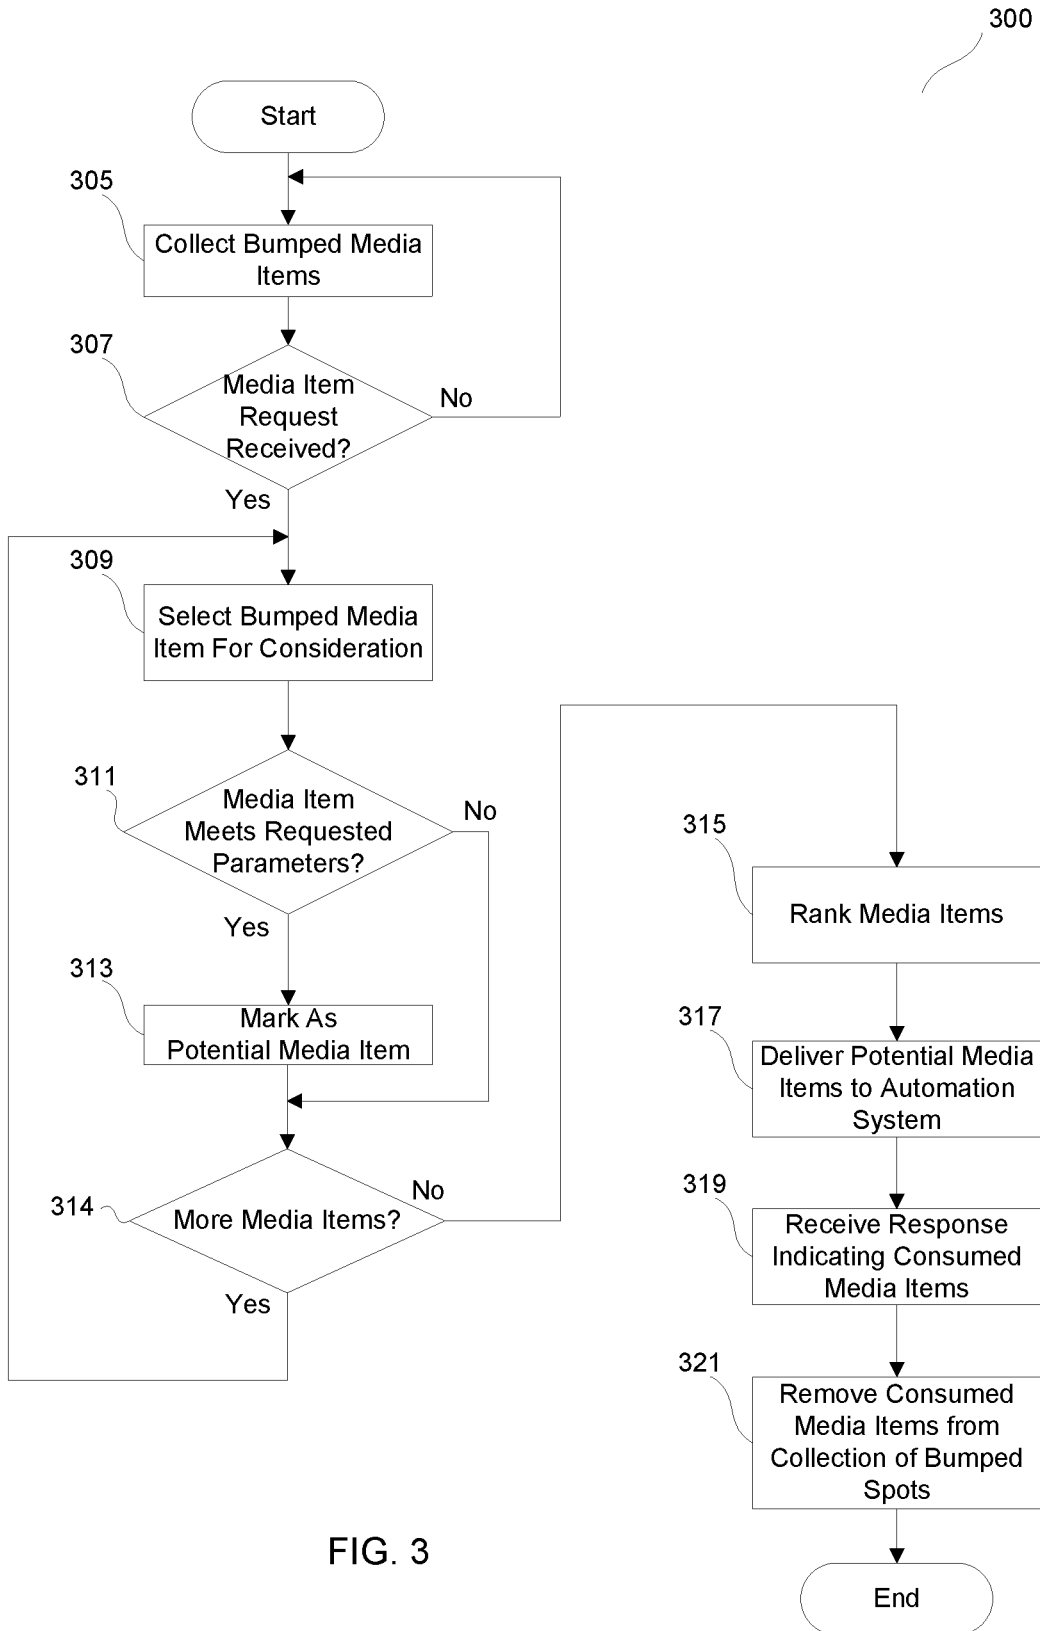 300
Start
305
Collect Bumped Media
Items
307
Media Item
Request
Received?
No
Yes
309
Select Bumped Media
Item For Consideration
311
Media Item
Meets Requested
Parameters?
No
Yes
313
Mark As
Potential Media Item
314
More Media Items?
No
Yes
315
Rank Media Items
317
Deliver Potential Media
Items to Automation
System
319
Receive Response
Indicating Consumed
Media Items
321
Remove Consumed
Media Items from
Collection of Bumped
Spots
End
FIG. 3